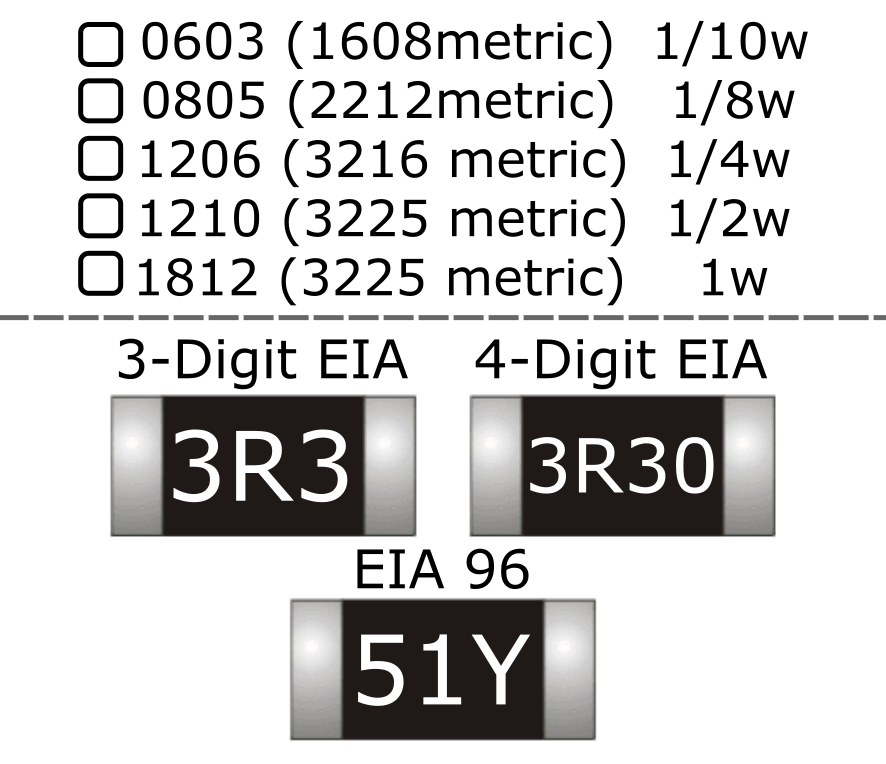 0603 (1608metric) 1/10w
0805 (2212metric) 1/8w
1206 (3216 metric) 1/4w
1210 (3225 metric) 1/2w
1812 (3225 metric) 1w
3-Digit EIA 4-Digit EIA
3R3 3R30
EIA 96
51Y